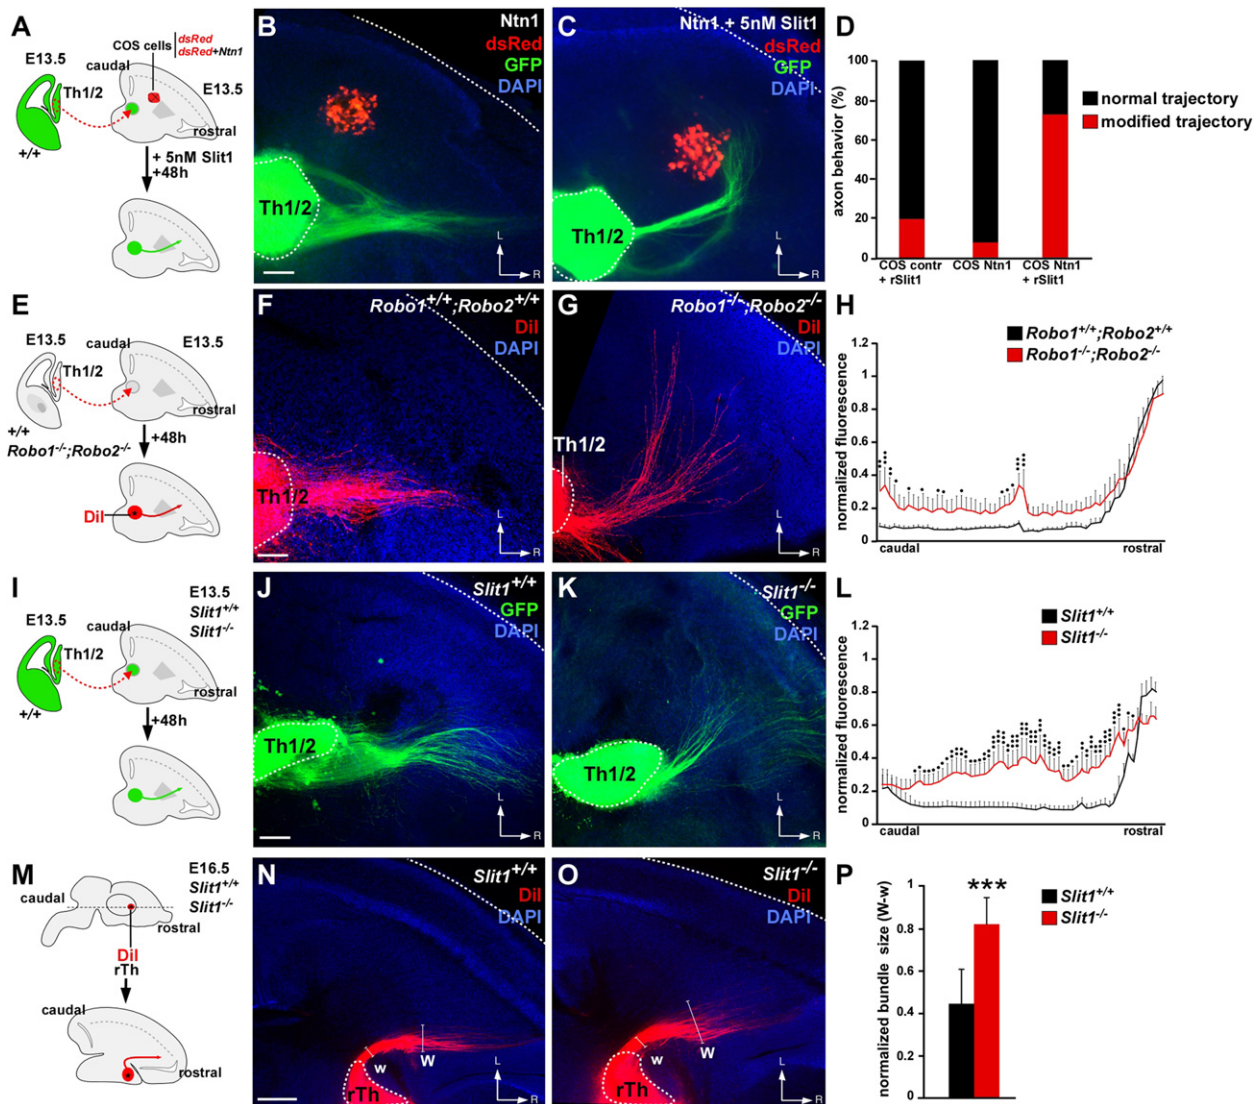 A
COS cells
dsRed
dsRed+Ntn1
E13.5
caudal
Th1/2
E13.5
rostral
+/+
+ 5nM Slit1
+48h
B
Ntn1
dsRed
GFP
DAPI
Th1/2
L
R
C
Ntn1 + 5nM Slit1
dsRed
GFP
DAPI
Th1/2
L
R
D
axon behavior (%)
100
80
60
40
20
0
COS contr
+ rSlit1
COS Ntn1
COS Ntn1
+ rSlit1
normal trajectory
modified trajectory
E
E13.5
caudal
E13.5
Th1/2
rostral
+/+
Robo1-/-;Robo2-/-
+48h
DiI
F
Robo1+/+;Robo2+/+
DiI
DAPI
Th1/2
L
R
G
Robo1-/-;Robo2-/-
DiI
DAPI
Th1/2
L
R
H
Robo1+/+;Robo2+/+
Robo1-/-;Robo2-/-
normalized fluorescence
1.2
1
0.8
0.6
0.4
0.2
0
caudal
rostral
I
E13.5
Slit1+/+
Slit1-/-
E13.5
caudal
Th1/2
rostral
+/+
+48h
J
Slit1+/+
GFP
DAPI
Th1/2
L
R
K
Slit1-/-
GFP
DAPI
Th1/2
L
R
L
Slit1+/+
Slit1-/-
normalized fluorescence
1.2
1
0.8
0.6
0.4
0.2
0
caudal
rostral
M
E16.5
Slit1+/+
Slit1-/-
caudal
rostral
DiI
rTh
caudal
rostral
N
Slit1+/+
DiI
DAPI
w
W
rTh
L
R
O
Slit1-/-
DiI
DAPI
w
W
rTh
L
R
P
normalized bundle size (W-w)
1
0.8
0.6
0.4
0.2
0
***
Slit1+/+
Slit1-/-